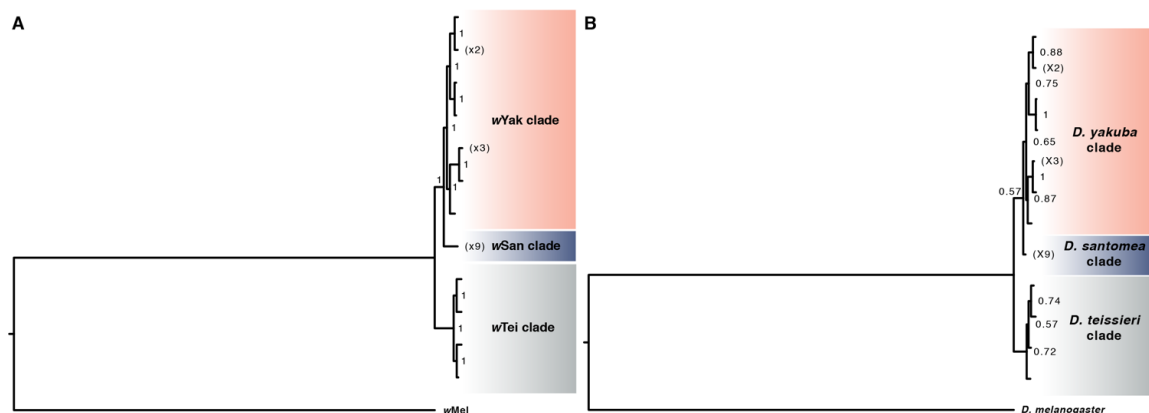 A
1
(x2)
1
1
wYak clade
1
(x3)
1
1
1
(x9)
wSan clade
1
wTei clade
1
1
wMel
B
0.88
(X2)
0.75
1
D. yakuba
clade
0.65
(X3)
1
0.57
0.87
D. santomea
clade
(X9)
0.74
D. teissieri
clade
0.57
0.72
D. melanogaster